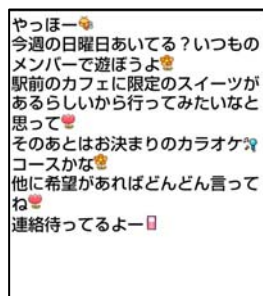 やっほー
今週の日曜日あいてる？いつもの
メンバーで遊ぼうよ
駅前のカフェに限定のスイーツが
あるらしいから行ってみたいなと
思って🌷
そのあとはお決まりのカラオケ🎤
コースかな
他に希望があればどんどん言って
ね🌷
連絡待ってるよー